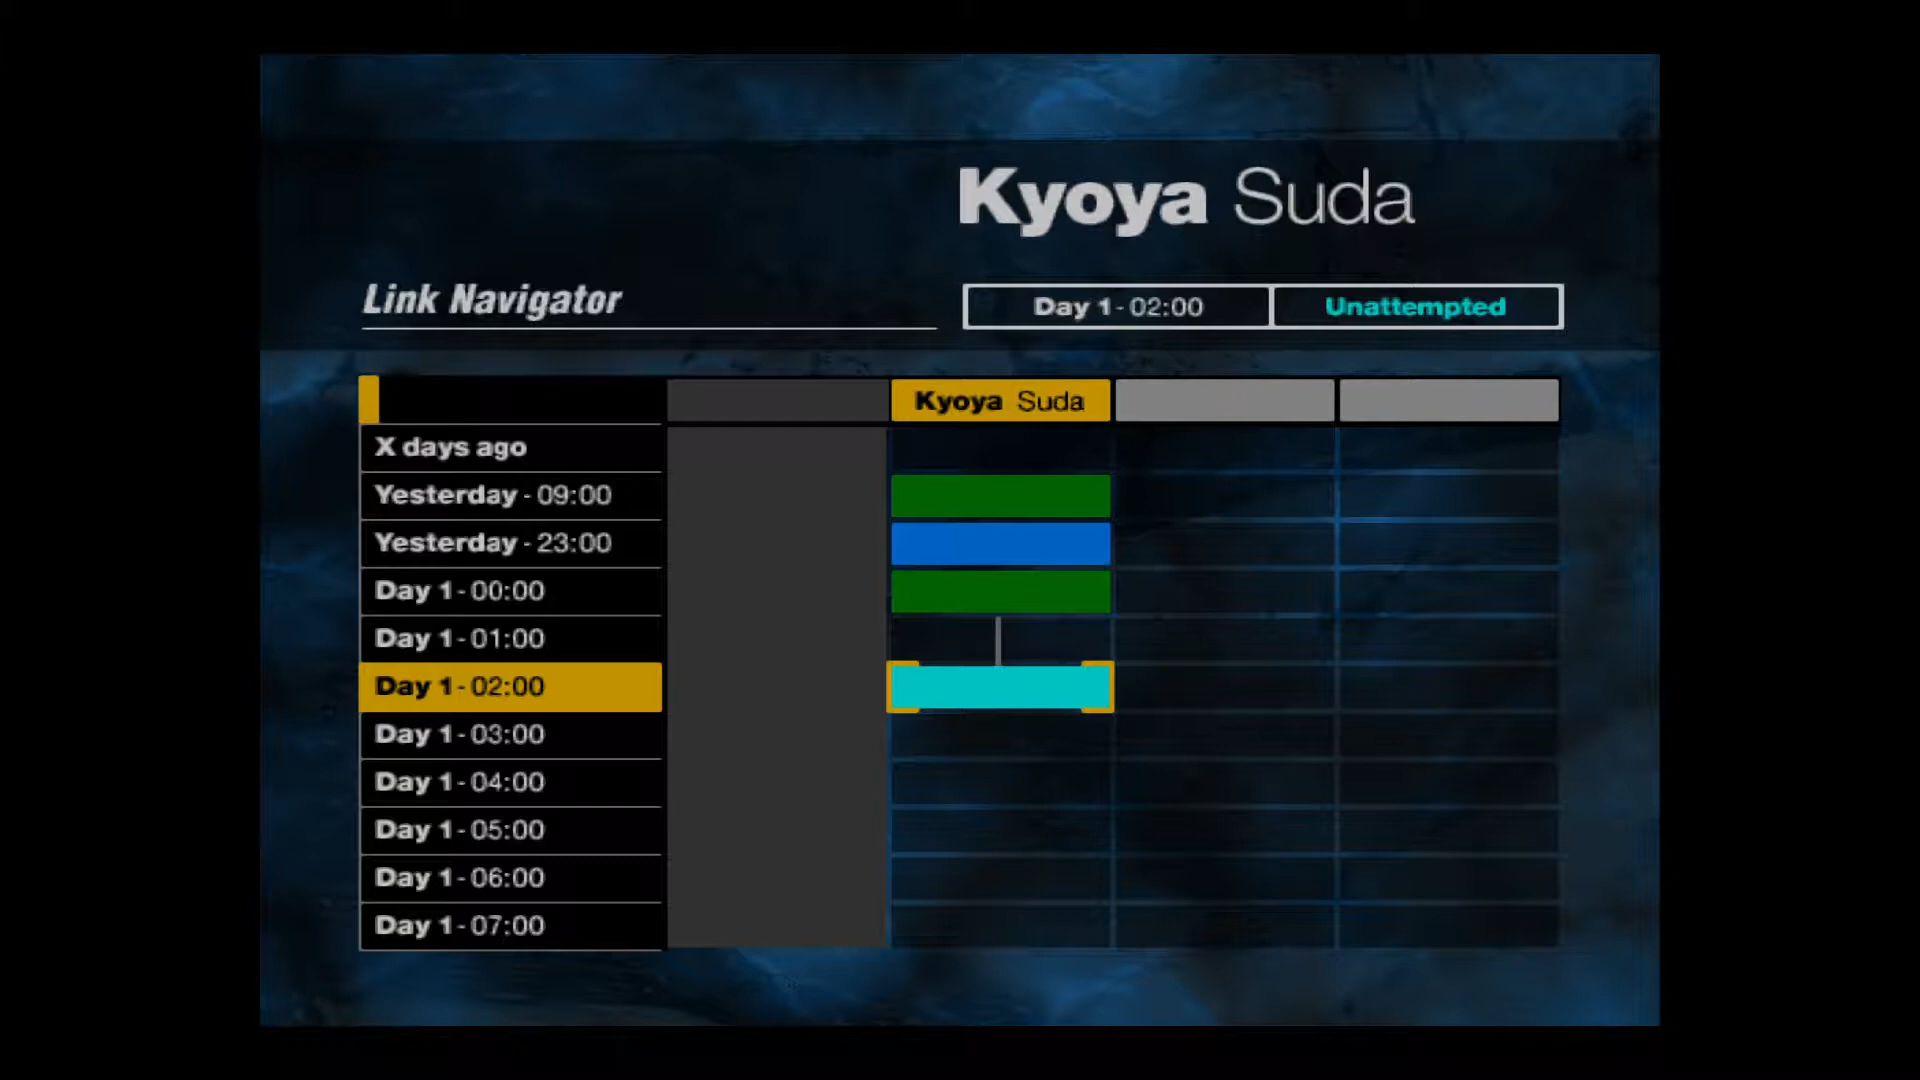 Kyoya Suda
Link Navigator
Day 1 - 02:00
Unattempted
Kyoya Suda
X days ago
Yesterday - 09:00
Yesterday - 23:00
Day 1 - 00:00
Day 1 - 01:00
Day 1 - 02:00
Day 1 - 03:00
Day 1 - 04:00
Day 1 - 05:00
Day 1 - 06:00
Day 1 - 07:00